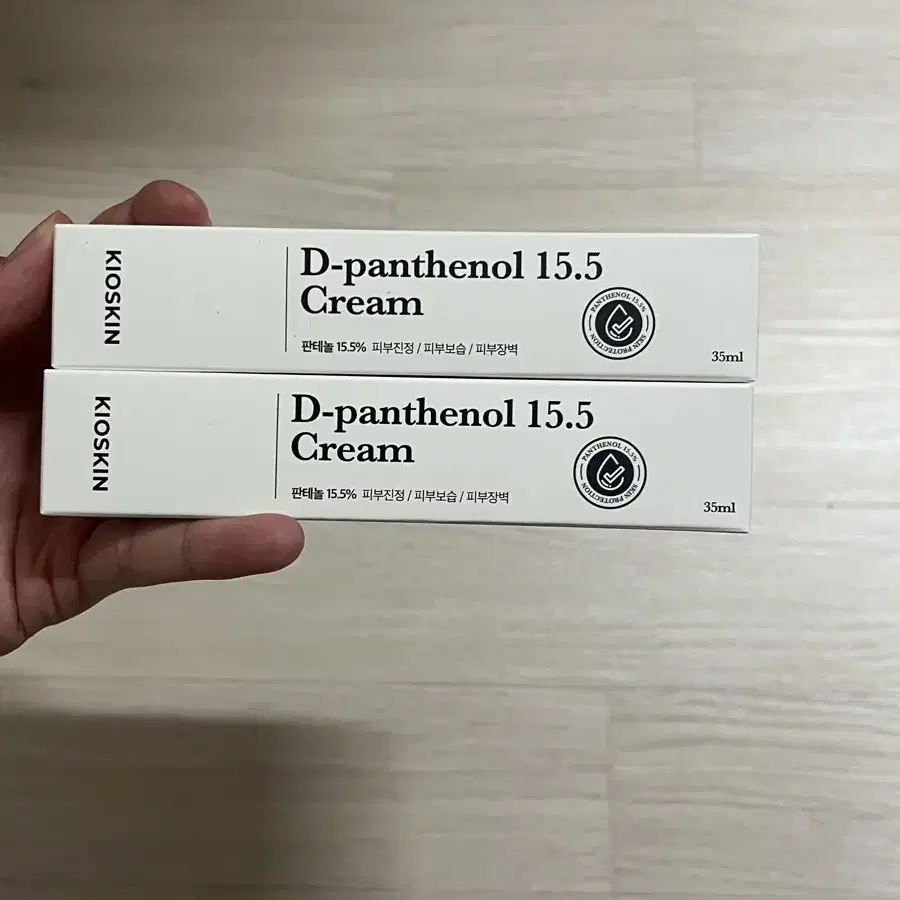 KIOSKIN
D-panthenol 15.5
Cream
판테놀 15.5% 피부진정 / 피부보습 / 피부장벽
PANTHENOL 15.5%
SKIN PROTECTION
35ml
KIOSKIN
D-panthenol 15.5
Cream
판테놀 15.5% 피부진정 / 피부보습 / 피부장벽
PANTHENOL 15.5%
SKIN PROTECTION
35ml